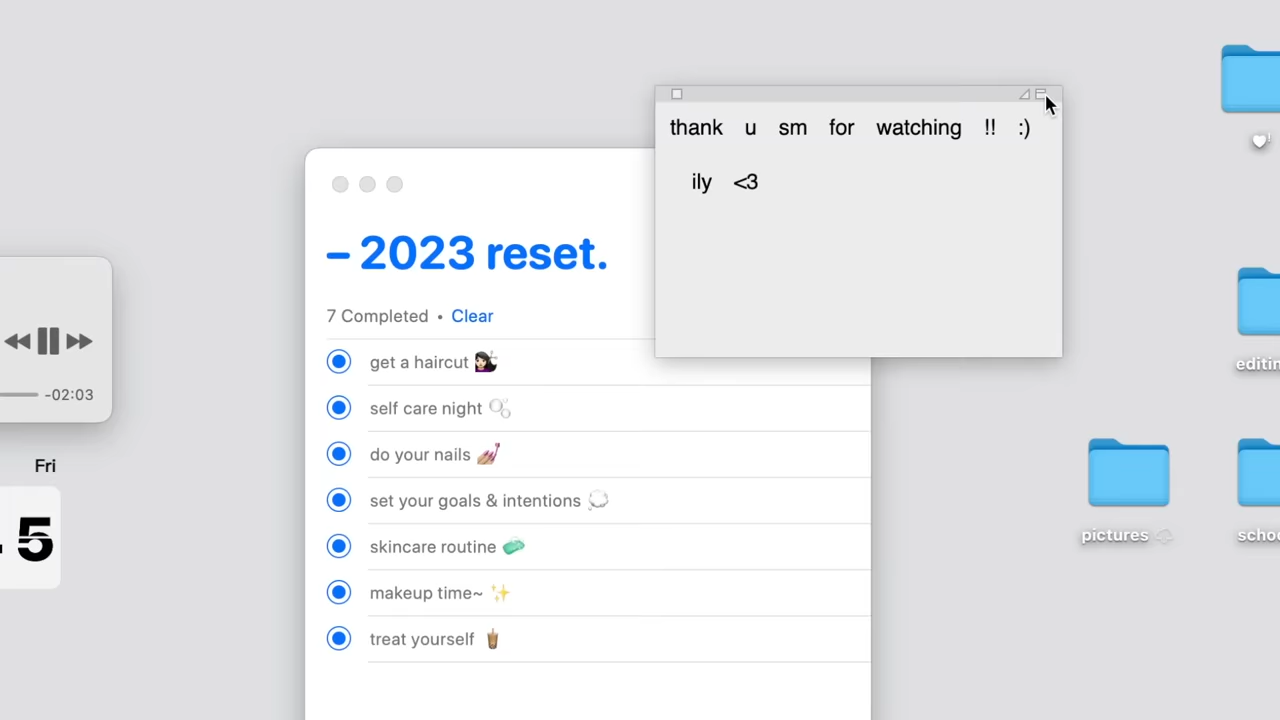 thank u sm for watching !! :)
ily <3
– 2023 reset.
7 Completed • Clear
get a haircut 💇🏻‍♀️
self care night 🫧
do your nails 💅🏼
set your goals & intentions 💭
skincare routine 🧼
makeup time~ ✨
treat yourself 🧋
-02:03
Fri
5
pictures